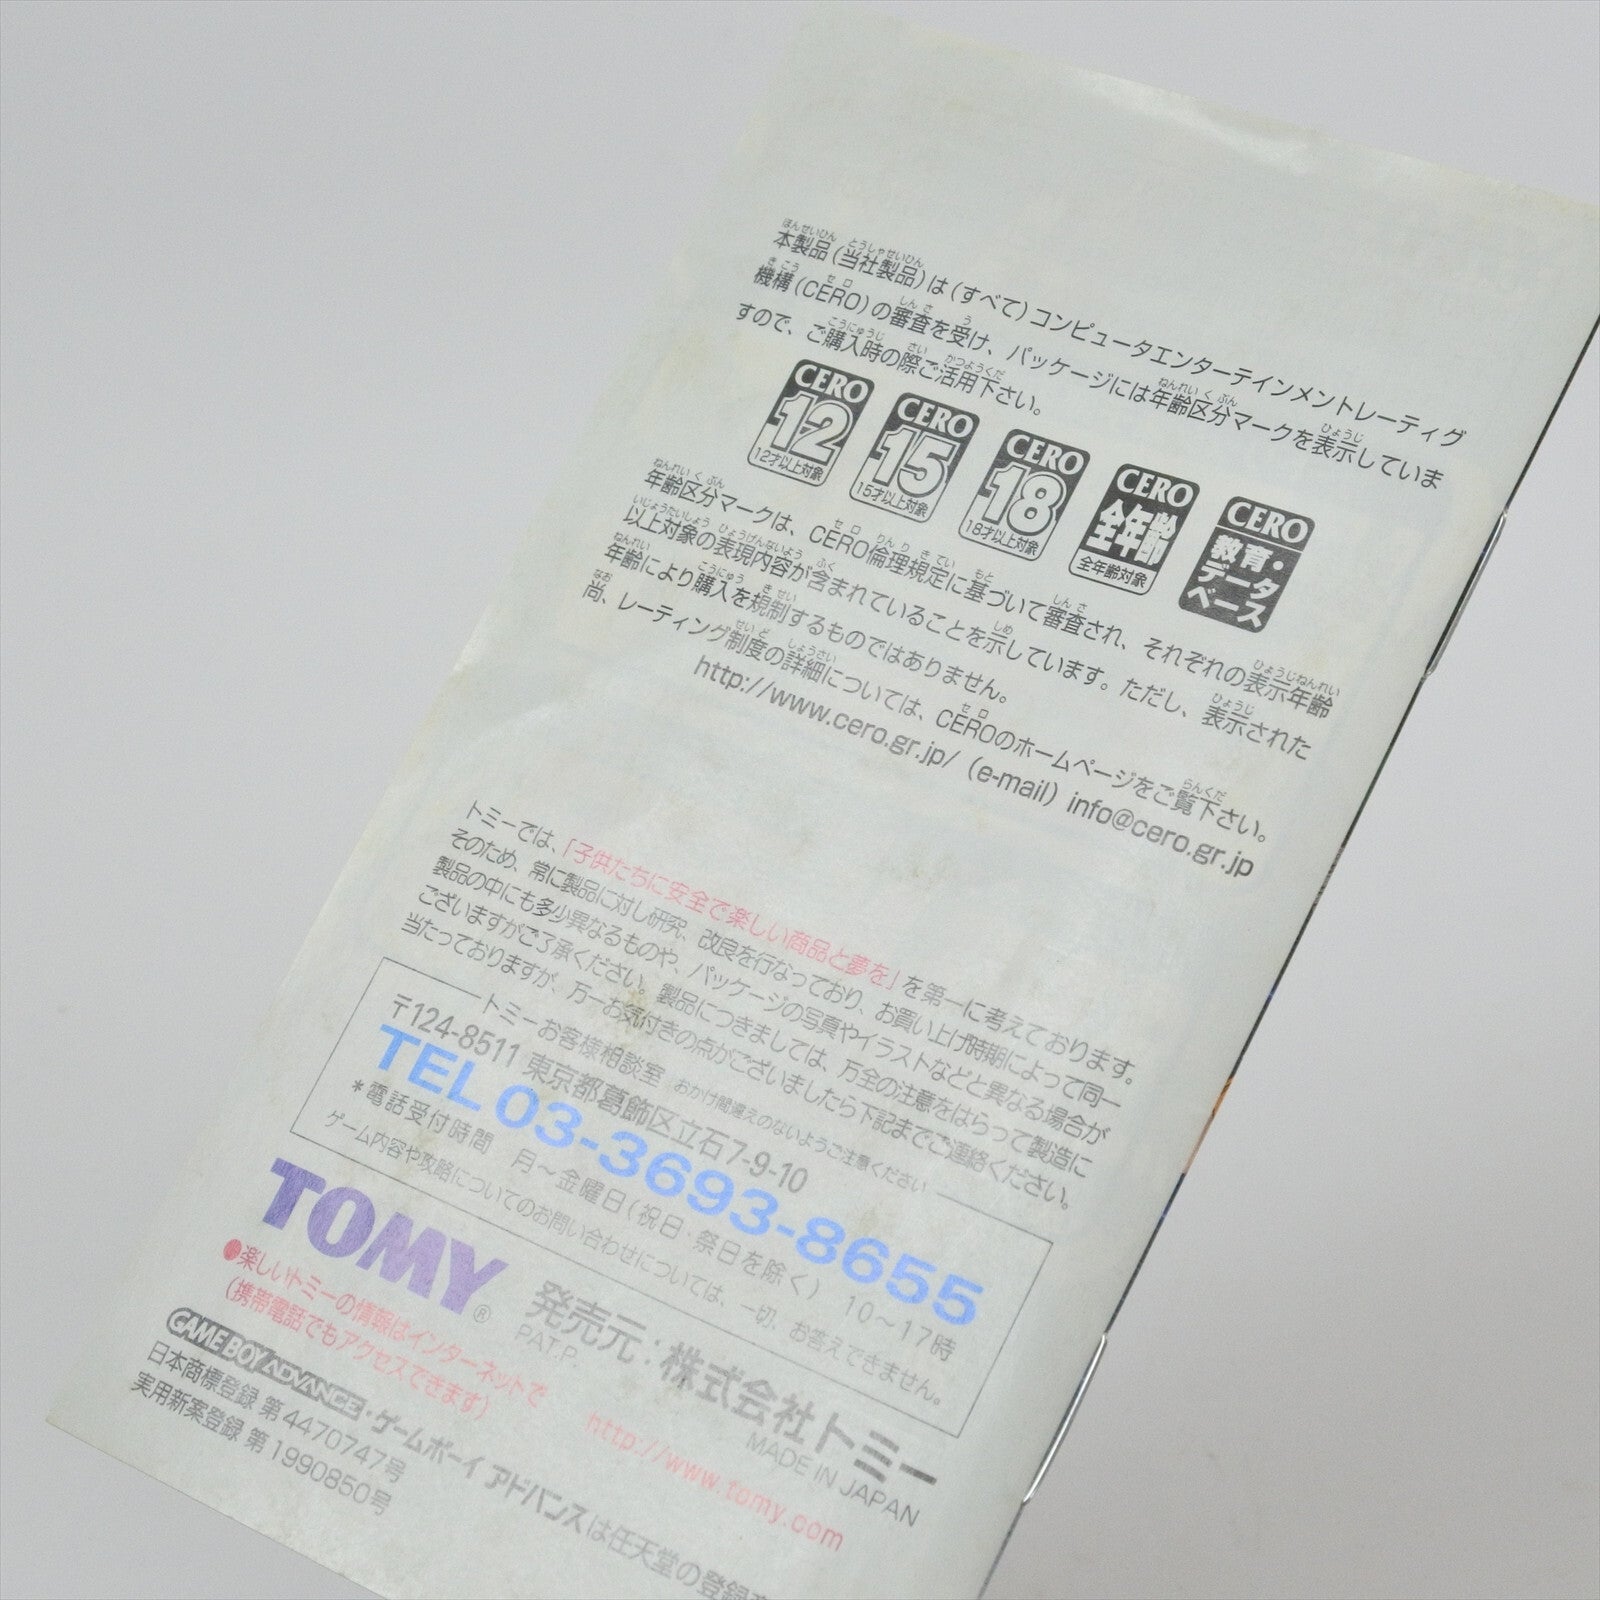 本製品(当社製品)は(すべて)コンピュータエンターテインメントレーティグ
機構(CERO)の審査を受け、パッケージには年齢区分マークを表示していま
すので、ご購入時の際ご活用下さい。
CERO 12 12才以上対象
CERO 15 15才以上対象
CERO 18 18才以上対象
CERO 全年齢 全年齢対象
CERO 教育・データベース
年齢区分マークは、CERO倫理規定に基づいて審査され、それぞれの表示年齢
以上対象の表現内容が含まれていることを示しています。ただし、表示された
年齢により購入を規制するものではありません。
尚、レーティング制度の詳細については、CEROのホームページをご覧下さい。
http://www.cero.gr.jp/ (e-mail) info@cero.gr.jp
トミーでは、「子供たちに安全で楽しい商品と夢を」を第一に考えております。
そのため、常に製品に対し研究、改良を行なっており、お買い上げ時期によって同一
製品の中にも多少異なるものや、パッケージの写真やイラストなどと異なる場合が
ございますがご了承ください。製品につきましては、万全の注意をはらって製造に
当たっておりますが、万一お気付きの点がございましたら下記までご連絡ください。
トミーお客様相談室 おかけ間違えのないようご注意ください
〒124-8511 東京都葛飾区立石7-9-10
TEL 03-3693-8655
*電話受付時間 月〜金曜日(祝日・祭日を除く) 10〜17時
ゲーム内容や攻略についてのお問い合わせについては、一切、お答えできません。
TOMY® 発売元:株式会社トミー
PAT.P. MADE IN JAPAN
●楽しいトミーの情報はインターネットで http://www.tomy.com
(携帯電話でもアクセスできます)
GAME BOY ADVANCE・ゲームボーイ アドバンスは任天堂の登録
日本商標登録 第4470747号
実用新案登録 第1990850号